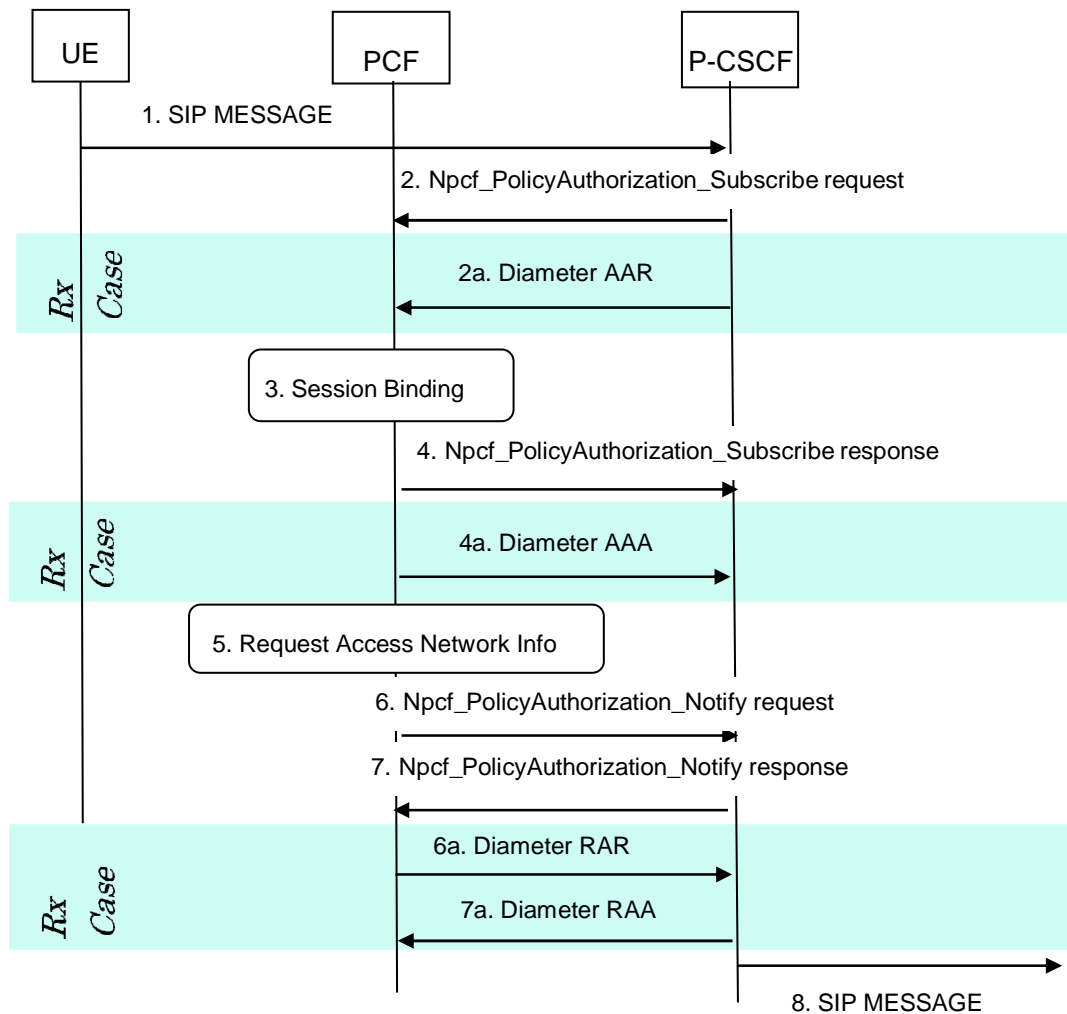 UE
PCF
P-CSCF
1. SIP MESSAGE
2. Npcf_PolicyAuthorization_Subscribe request
Rx
Case
2a. Diameter AAR
3. Session Binding
4. Npcf_PolicyAuthorization_Subscribe response
Rx
Case
4a. Diameter AAA
5. Request Access Network Info
6. Npcf_PolicyAuthorization_Notify request
7. Npcf_PolicyAuthorization_Notify response
Rx
Case
6a. Diameter RAR
7a. Diameter RAA
8. SIP MESSAGE